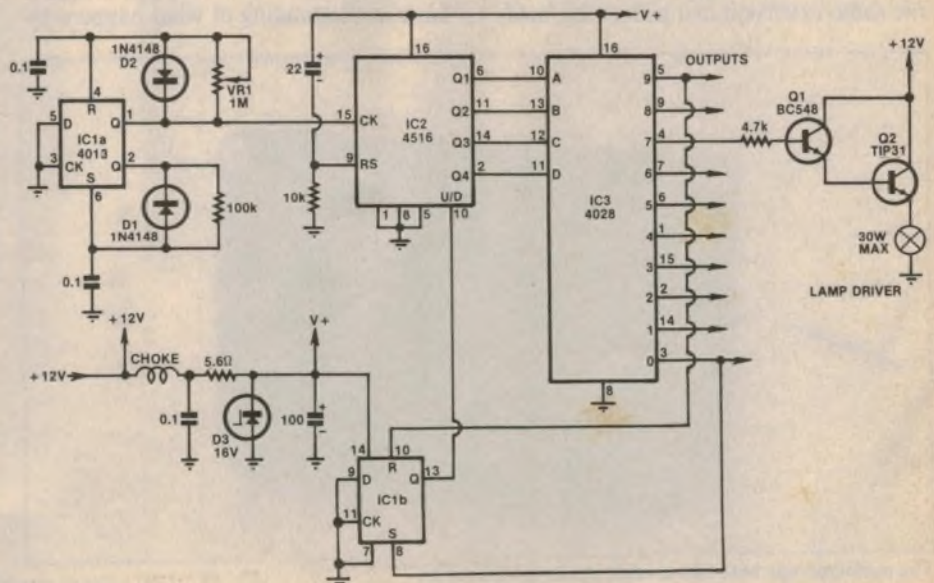 V+
+12V
16
16
1N4148
D2
0.1
22
+
OUTPUTS
4
R
VR1
1M
Q1
6
10
A
9
5
Q1
BC548
5
D
Q
1
15
CK
Q2
11
13
B
8
9
4.7k
IC1a
4013
IC2
4516
Q3
14
12
C
7
4
Q2
TIP31
3
CK
Q
2
9
RS
Q4
2
11
D
6
7
S
6
10k
U/D
IC3
4028
5
6
D1
1N4148
100k
1
8
5
10
4
1
30W
MAX
3
15
0.1
2
2
LAMP DRIVER
1
14
+12V
V+
0
3
+12V
CHOKE
5.6Ω
8
0.1
D3
16V
100
+
−
14
10
R
9
D
Q
13
IC1b
11
CK
S
7
8